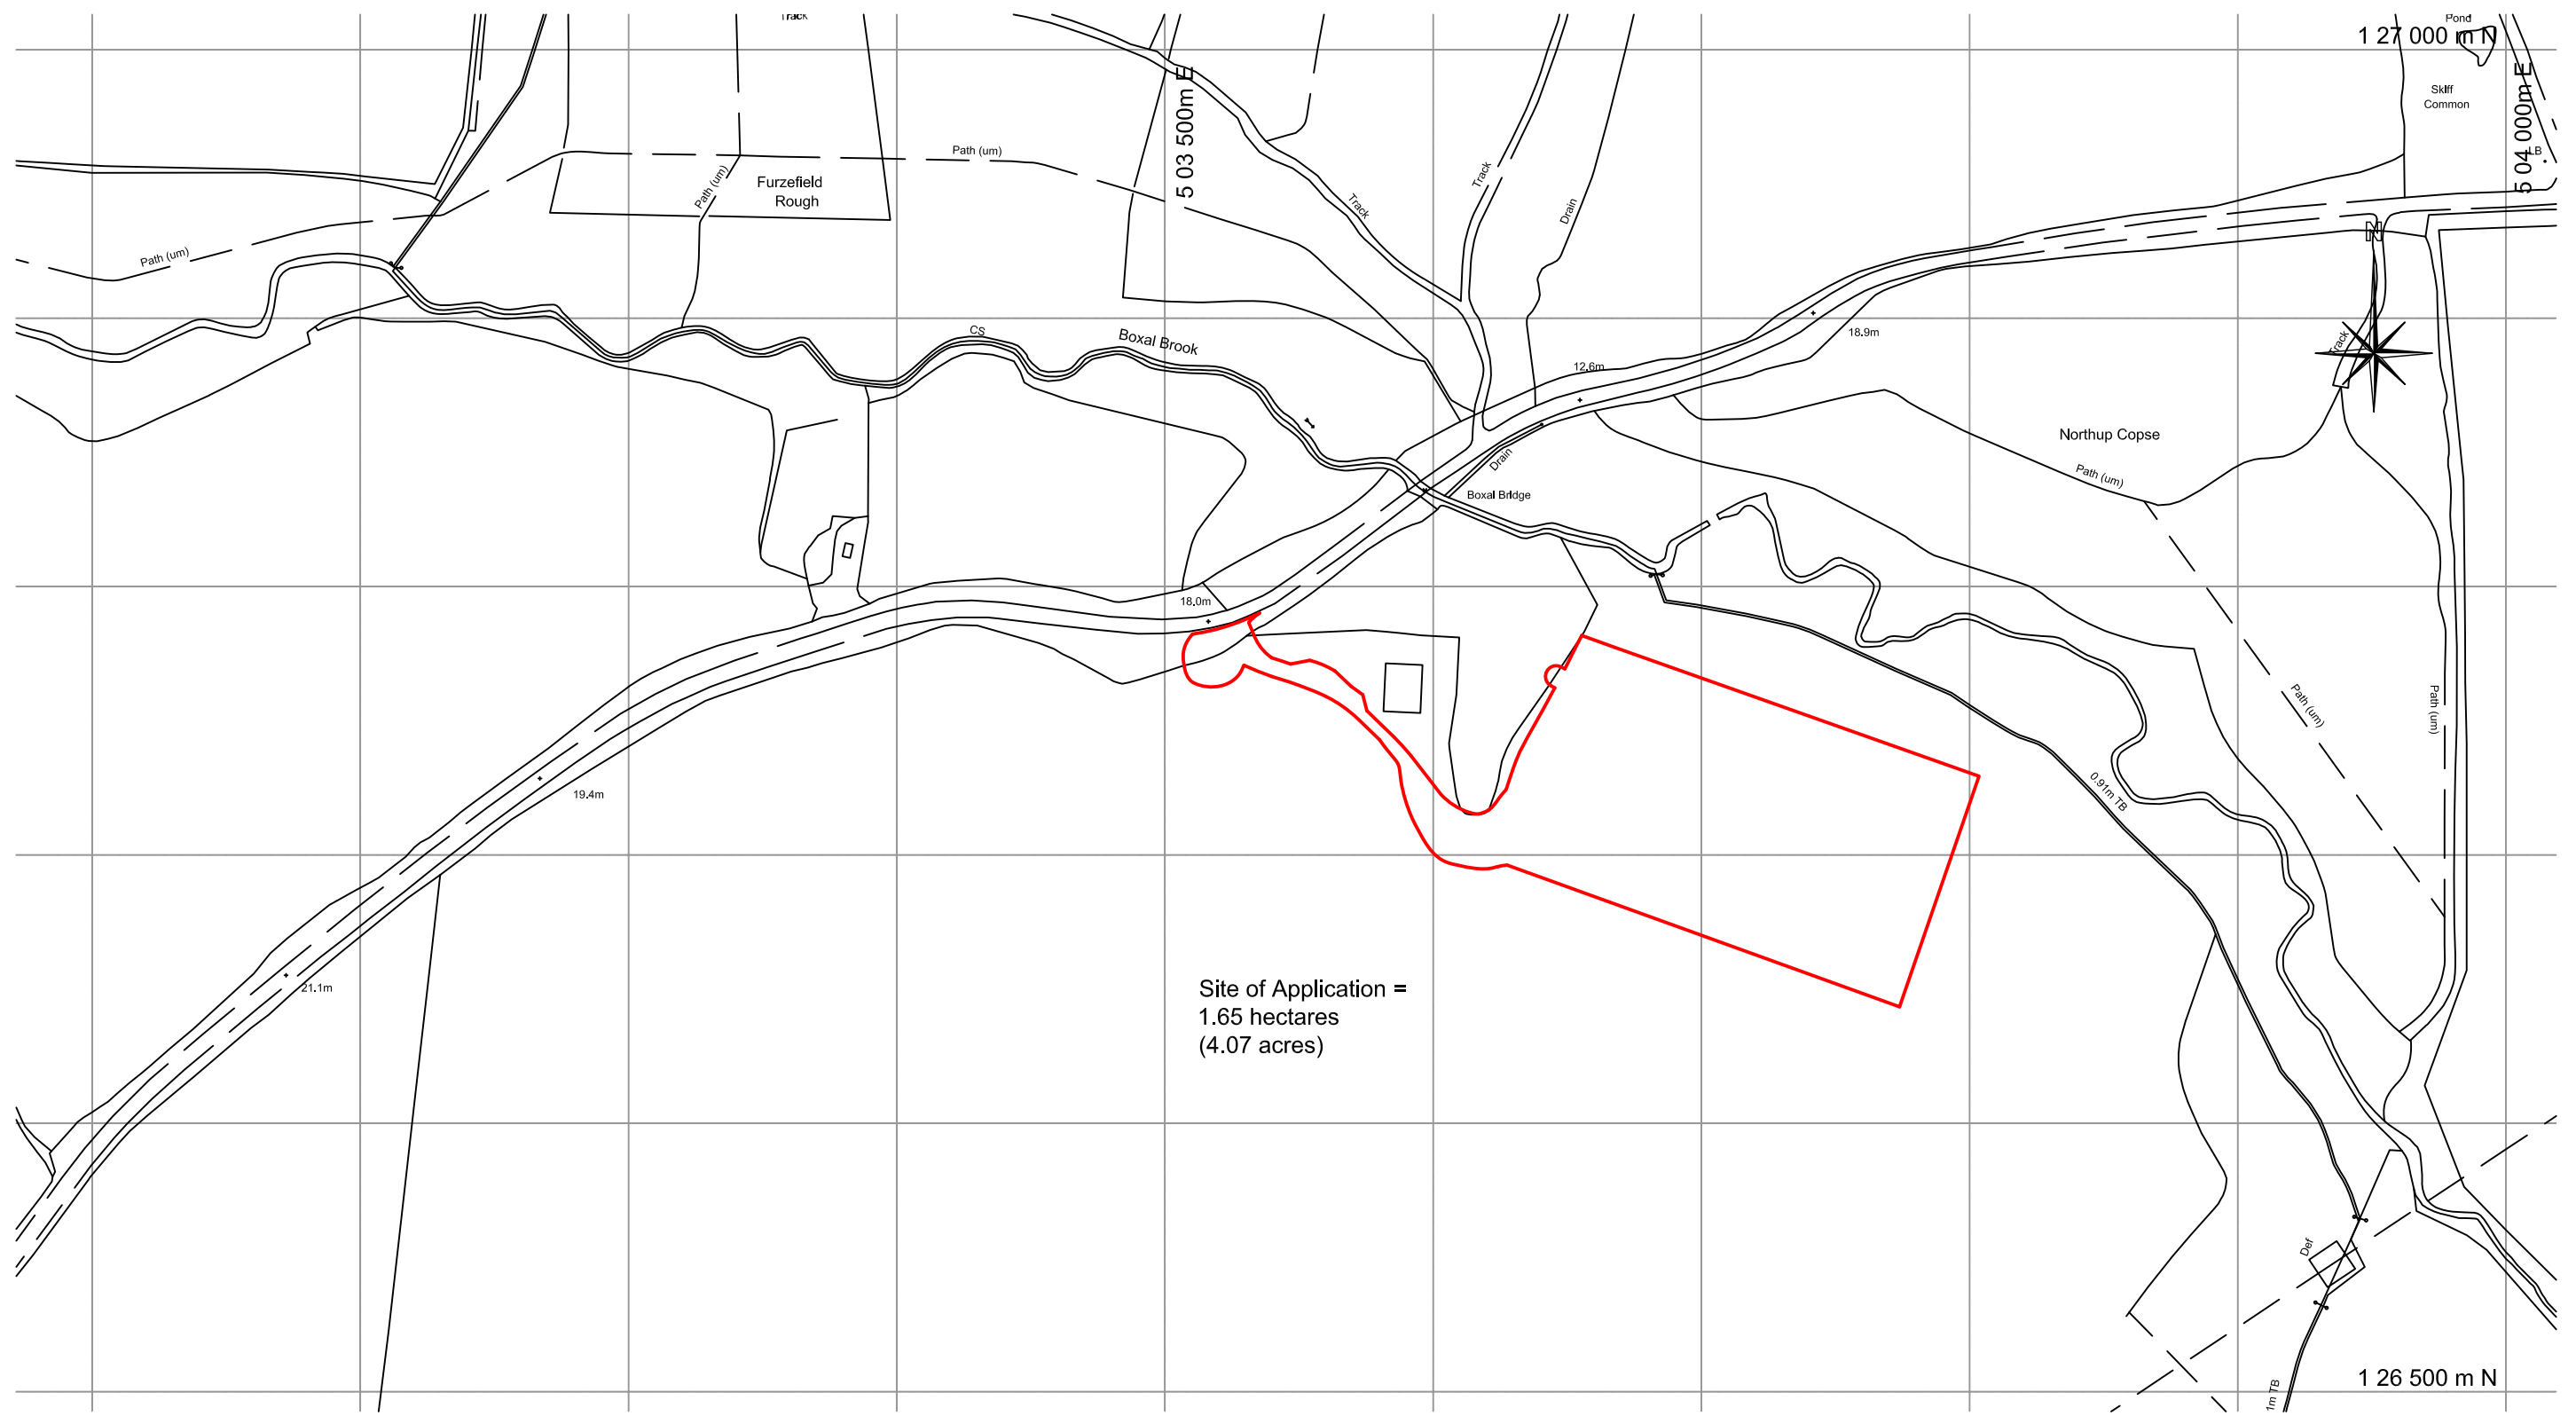 Track
Pond
1 27 000 m N
5 03 500m E
5 04 000m E
Skiff
Common
LB
Path (um)
Furzefield
Rough
Path (um)
Track
Track
Drain
Path (um)
N
CS
Boxal Brook
18.9m
Track
12.6m
Northup Copse
Drain
Path (um)
Boxal Bridge
18.0m
Path (um)
Path (um)
19.4m
0.91m TB
21.1m
Site of Application =
1.65 hectares
(4.07 acres)
Def
1 26 500 m N
1m TB